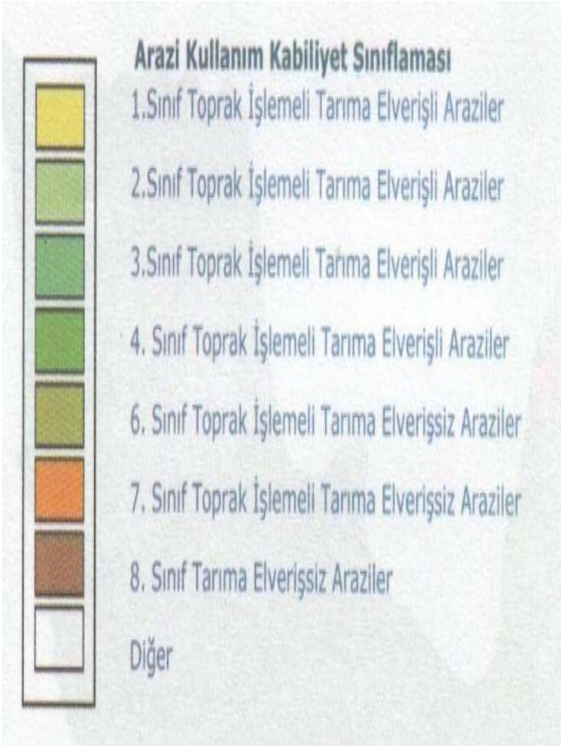 Arazi Kullanım Kabiliyet Sınıflaması
1.Sınıf Toprak İşlemeli Tarıma Elverişli Araziler
2.Sınıf Toprak İşlemeli Tarıma Elverişli Araziler
3.Sınıf Toprak İşlemeli Tarıma Elverişli Araziler
4. Sınıf Toprak İşlemeli Tarıma Elverişli Araziler
6. Sınıf Toprak İşlemeli Tarıma Elverişsiz Araziler
7. Sınıf Toprak İşlemeli Tarıma Elverişsiz Araziler
8. Sınıf Tarıma Elverişsiz Araziler
Diğer